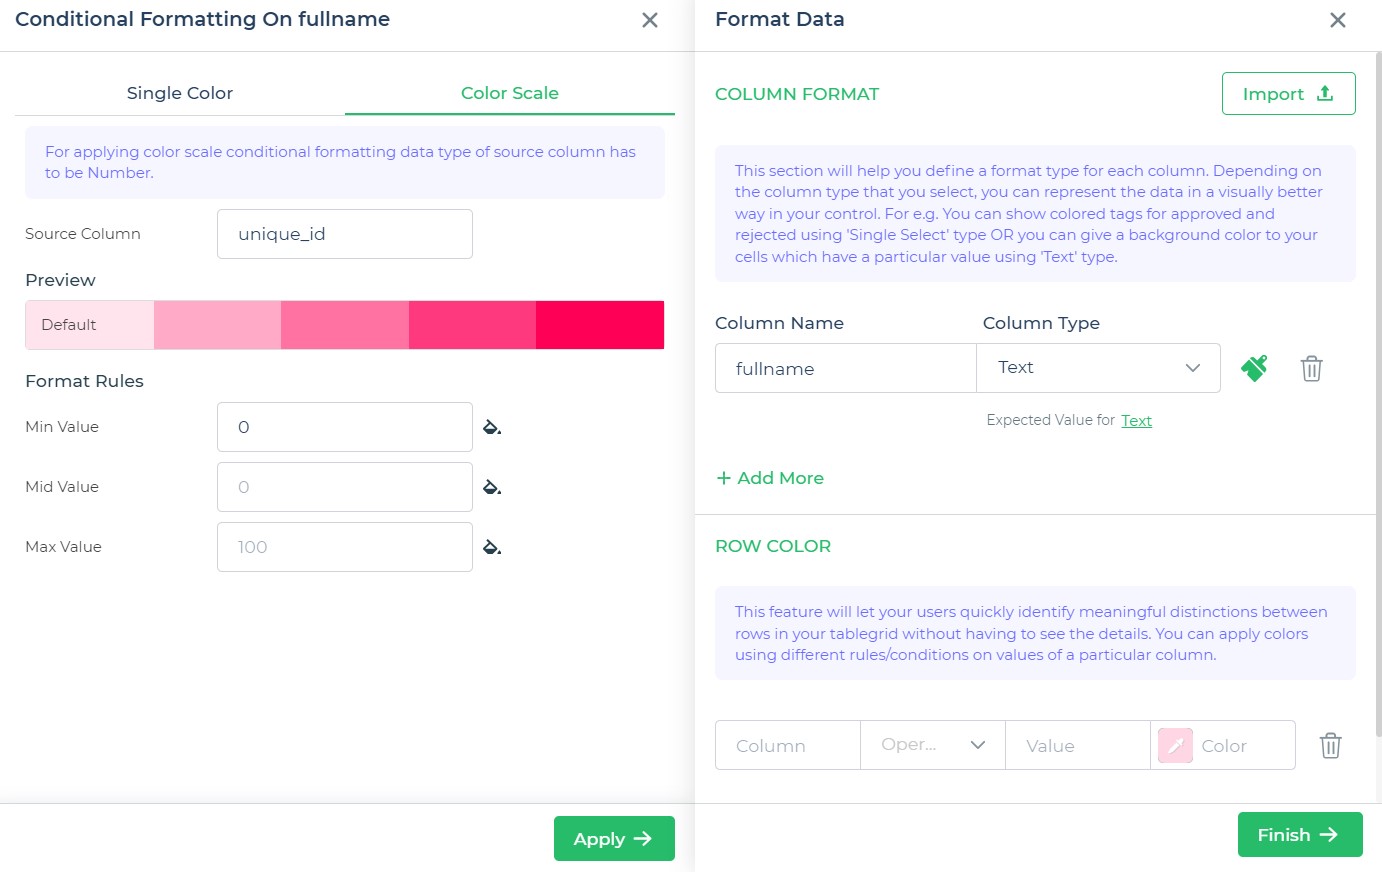 Conditional Formatting On fullname
Single Color
Color Scale
For applying color scale conditional formatting data type of source column has
to be Number.
Source Column
unique_id
Preview
Default
Format Rules
Min Value
0
Mid Value
0
Max Value
100
Apply
Format Data
COLUMN FORMAT
Import
This section will help you define a format type for each column. Depending on
the column type that you select, you can represent the data in a visually better
way in your control. For e.g. You can show colored tags for approved and
rejected using 'Single Select' type OR you can give a background color to your
cells which have a particular value using 'Text' type.
Column Name
Column Type
fullname
Text
Expected Value for Text
+ Add More
ROW COLOR
This feature will let your users quickly identify meaningful distinctions between
rows in your tablegrid without having to see the details. You can apply colors
using different rules/conditions on values of a particular column.
Column
Oper...
Value
Color
Finish